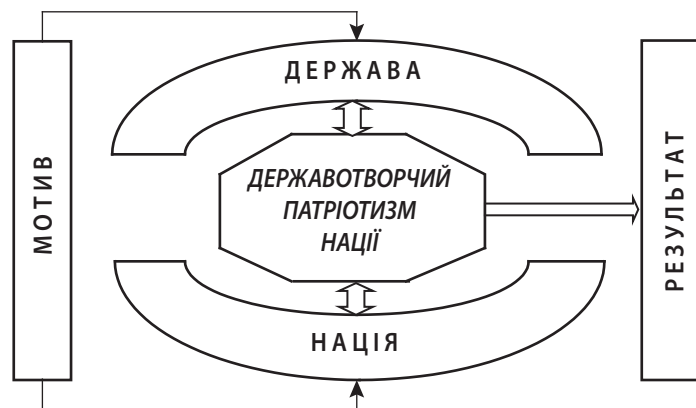 МОТИВ
ДЕРЖАВА
ДЕРЖАВОТВОРЧИЙ
ПАТРІОТИЗМ
НАЦІЇ
НАЦІЯ
РЕЗУЛЬТАТ